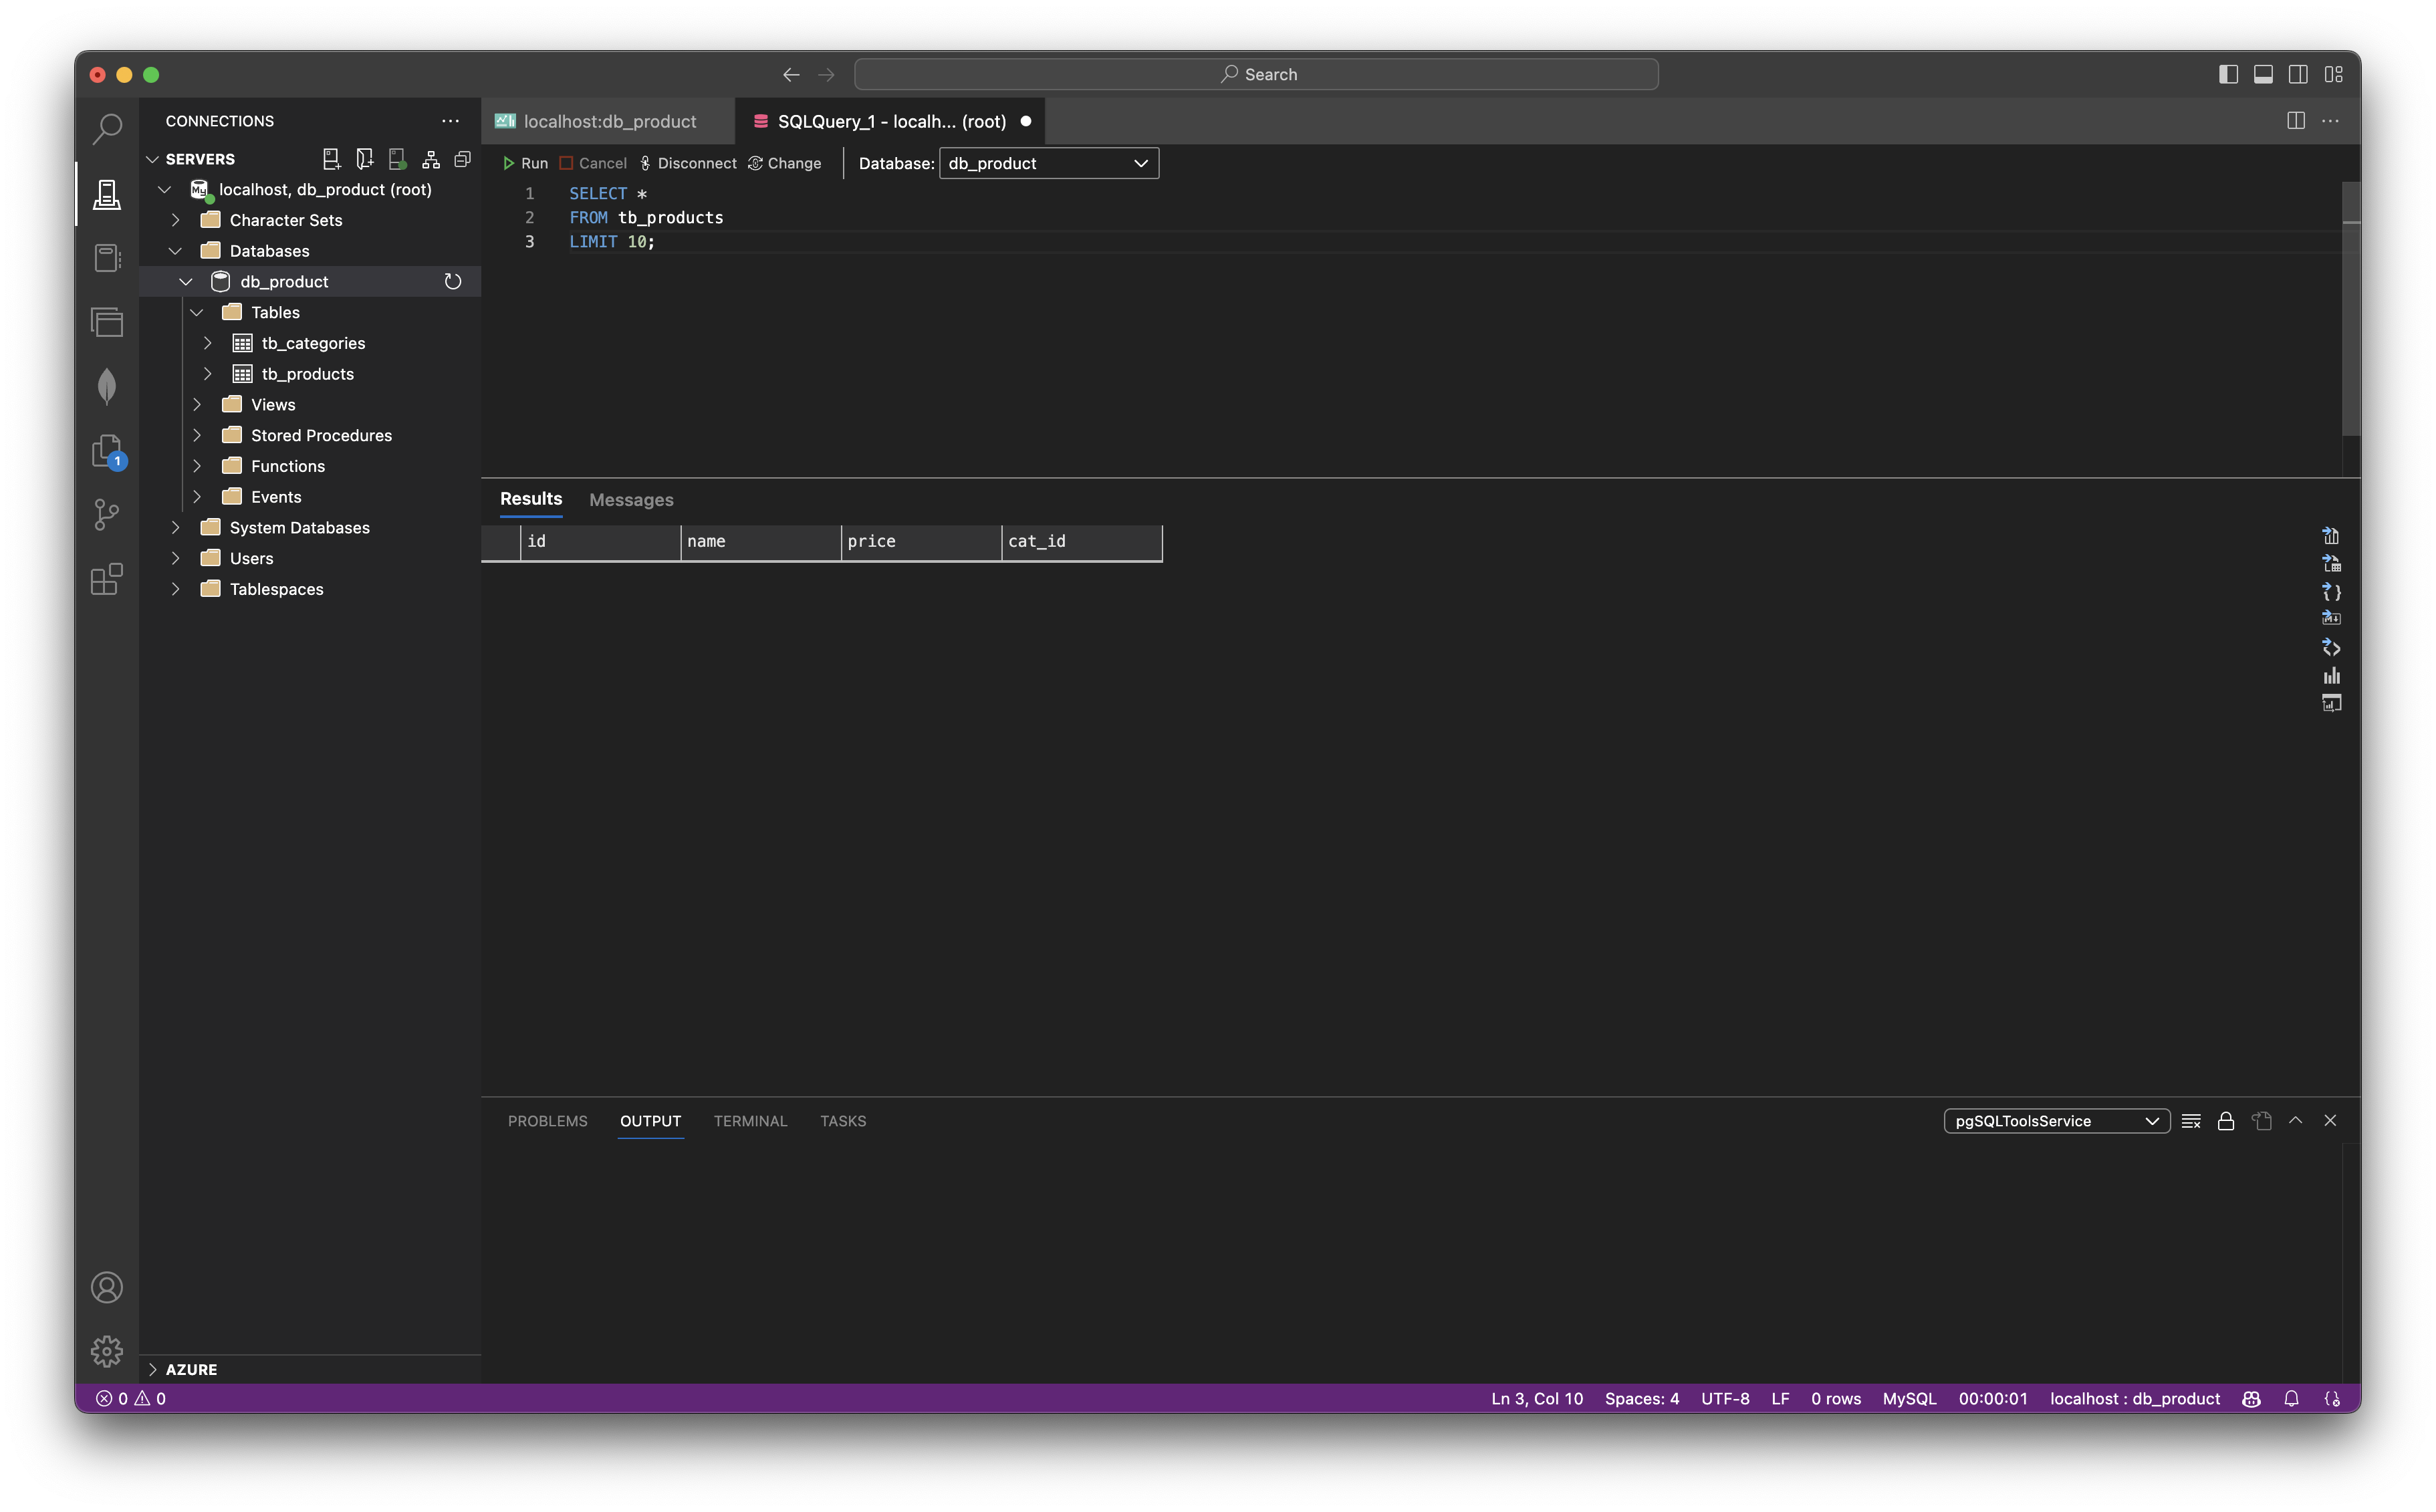 Search
CONNECTIONS
SERVERS
localhost, db_product (root)
Character Sets
Databases
db_product
Tables
tb_categories
tb_products
Views
Stored Procedures
Functions
Events
System Databases
Users
Tablespaces
1
AZURE
localhost:db_product
SQLQuery_1 - localh... (root)
Run Cancel Disconnect Change Database: db_product
1 SELECT *
2 FROM tb_products
3 LIMIT 10;
Results Messages
id name price cat_id
PROBLEMS OUTPUT TERMINAL TASKS pgSQLToolsService
0 0 Ln 3, Col 10 Spaces: 4 UTF-8 LF 0 rows MySQL 00:00:01 localhost : db_product